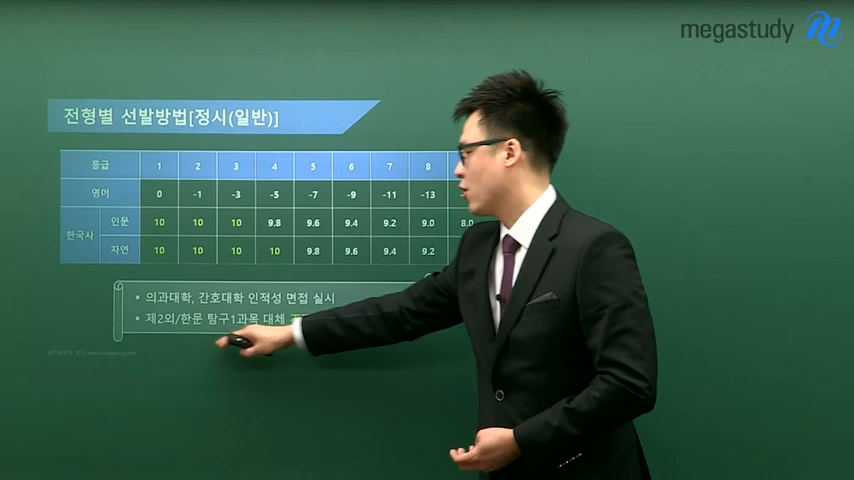 megastudy
전형별 선발방법[정시(일반)]
등급 1 2 3 4 5 6 7 8
영어 0 -1 -3 -5 -7 -9 -11 -13
한국사 인문 10 10 10 9.8 9.6 9.4 9.2 9.0 8.0
자연 10 10 10 10 9.8 9.6 9.4 9.2
▪ 의과대학, 간호대학 인적성 면접 실시
▪ 제2외/한문 탐구1과목 대체